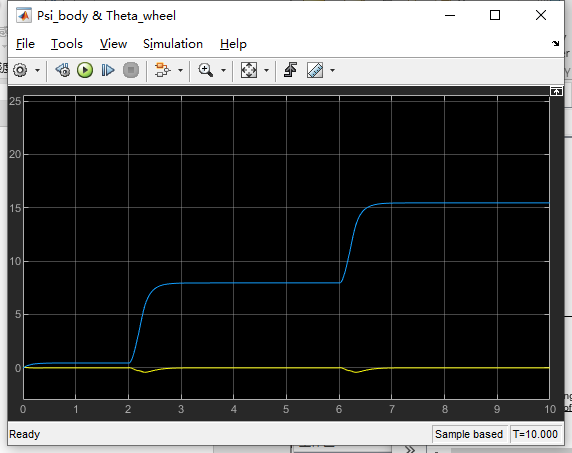 Psi_body & Theta_wheel
File Tools View Simulation Help
25
20
15
10
5
0
0 1 2 3 4 5 6 7 8 9 10
Ready Sample based T=10.000